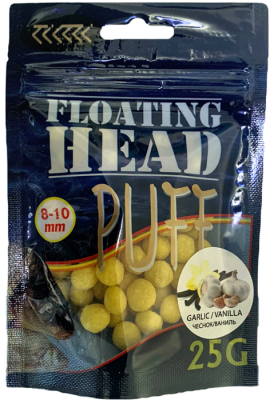 FLOATING
HEAD
PUFF
8-10
mm
GARLIC / VANILLA
ЧЕСНОК/ВАНИЛЬ
25G